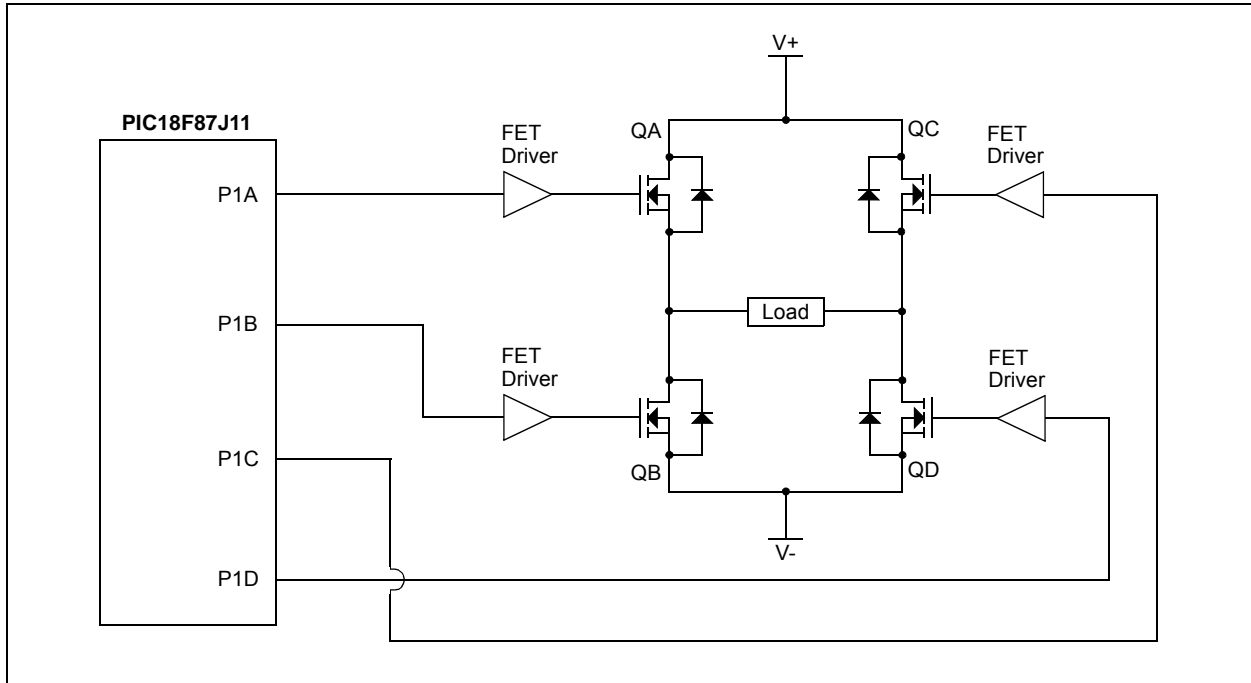 V+
PIC18F87J11
FET
Driver
QA
QC
FET
Driver
P1A
P1B
Load
FET
Driver
FET
Driver
P1C
QB
QD
V-
P1D